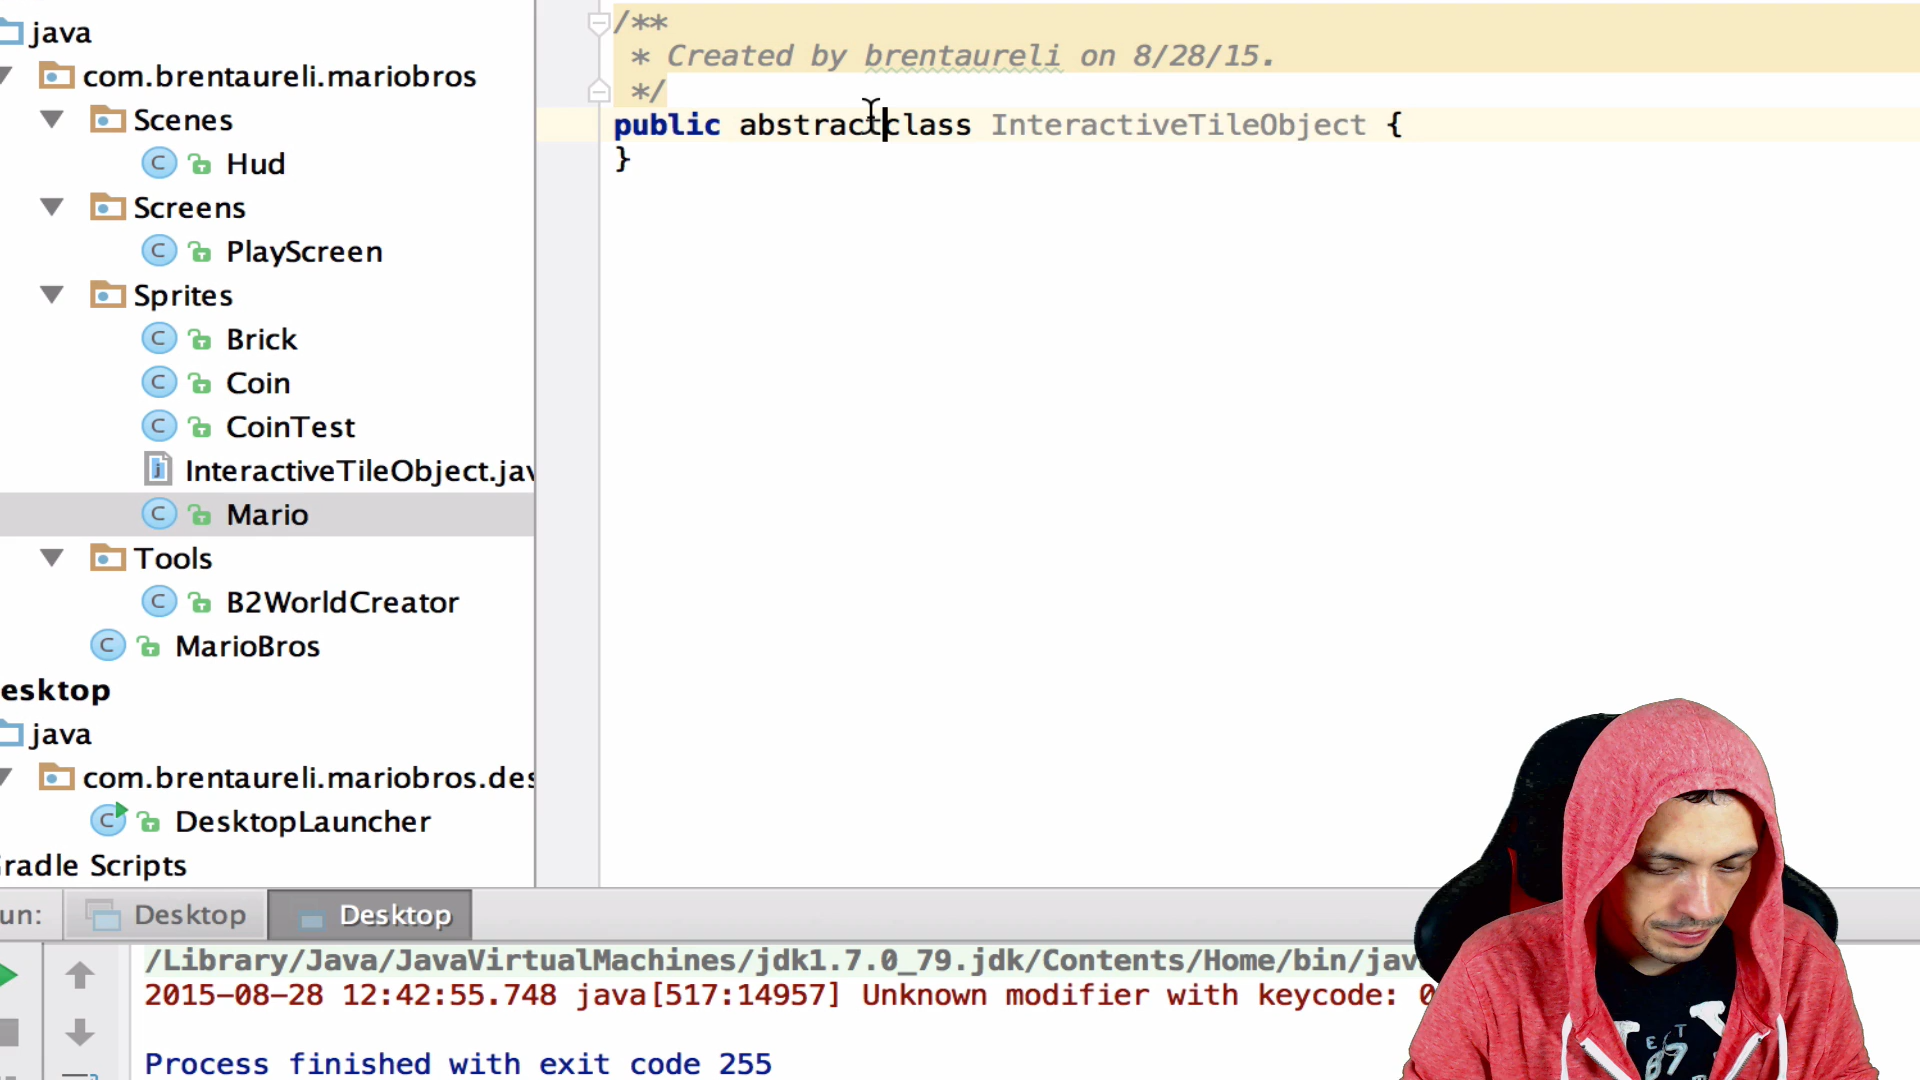 java
com.brentaureli.mariobros
Scenes
C Hud
Screens
C PlayScreen
Sprites
C Brick
C Coin
C CoinTest
j InteractiveTileObject.jav
C Mario
Tools
C B2WorldCreator
C MarioBros
esktop
java
com.brentaureli.mariobros.des
C DesktopLauncher
radle Scripts
/**
* Created by brentaureli on 8/28/15.
*/
public abstractclass InteractiveTileObject {
}
un: Desktop Desktop
/Library/Java/JavaVirtualMachines/jdk1.7.0_79.jdk/Contents/Home/bin/jav
2015-08-28 12:42:55.748 java[517:14957] Unknown modifier with keycode: 0
Process finished with exit code 255